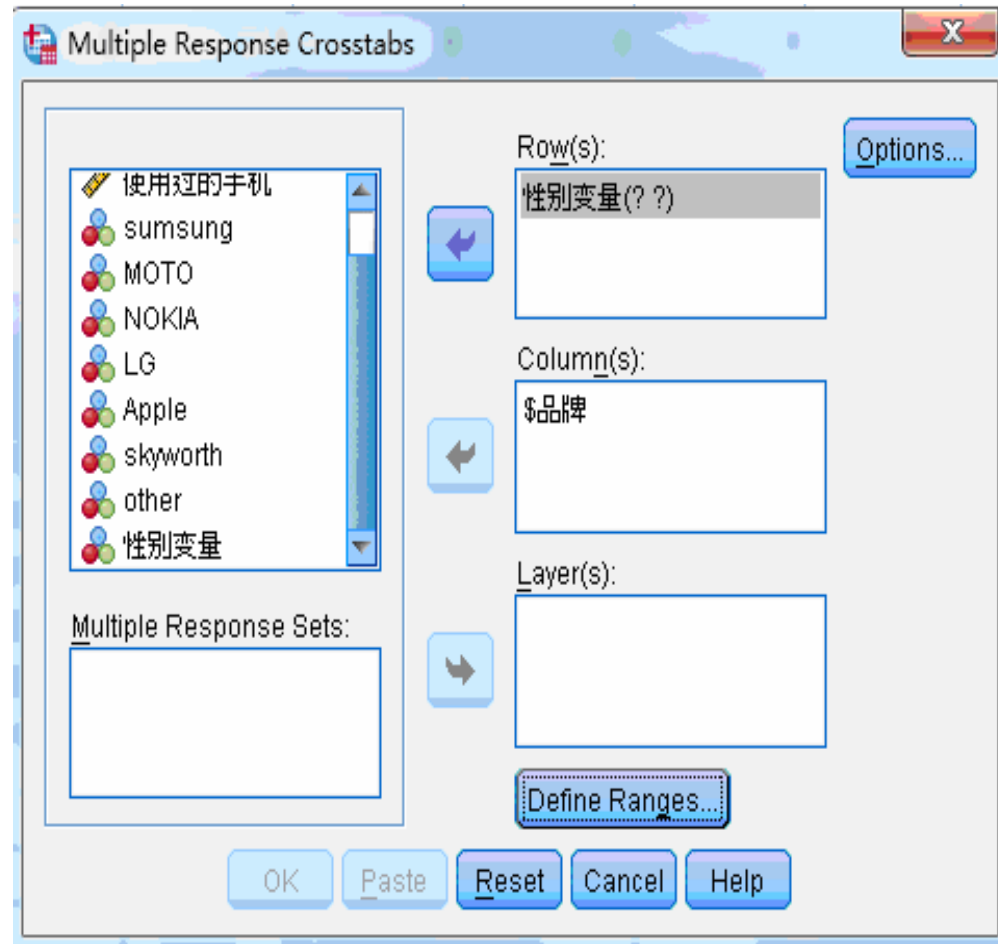 Multiple Response Crosstabs
使用过的手机
sumsung
MOTO
NOKIA
LG
Apple
skyworth
other
性别变量
Multiple Response Sets:
Row(s):
性别变量(? ?)
Column(s):
$品牌
Layer(s):
Define Ranges...
Options...
OK
Paste
Reset
Cancel
Help